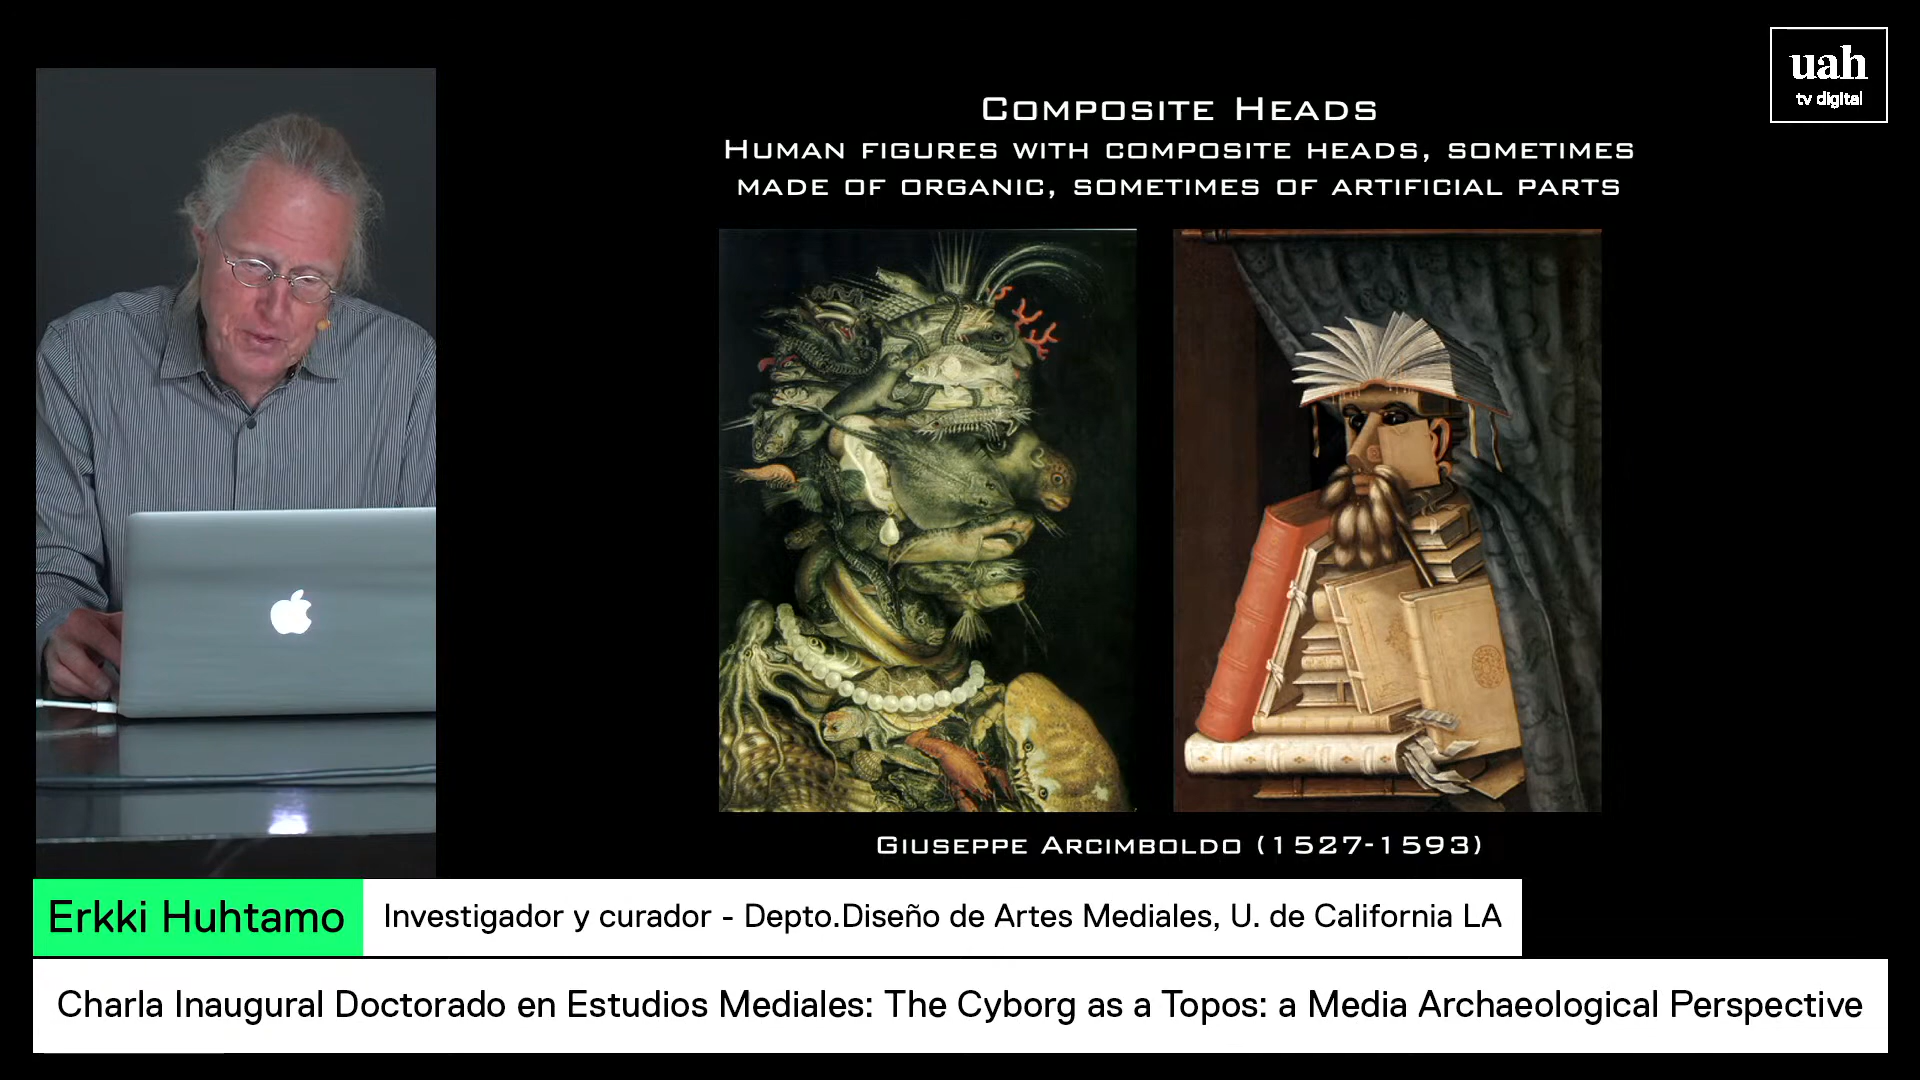 uah
tv digital
Composite Heads
Human figures with composite heads, sometimes
made of organic, sometimes of artificial parts
Giuseppe Arcimboldo (1527-1593)
Erkki Huhtamo
Investigador y curador - Depto.Diseño de Artes Mediales, U. de California LA
Charla Inaugural Doctorado en Estudios Mediales: The Cyborg as a Topos: a Media Archaeological Perspective